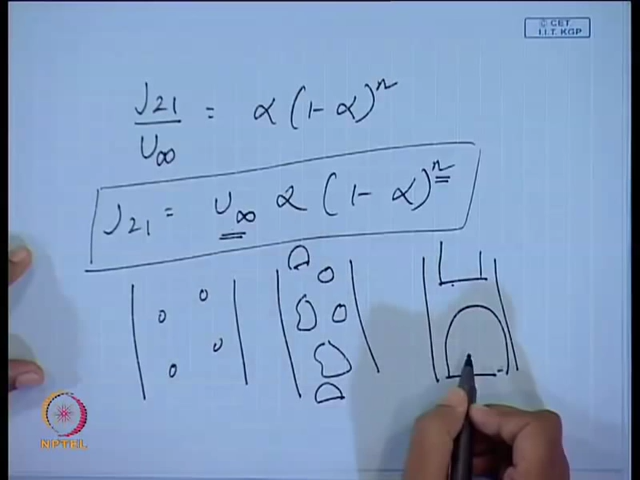 © CET
I.I.T. KGP
J₂₁/U∞ = α(1-α)ⁿ
J₂₁ = U∞ α (1-α)ⁿ
NPTEL